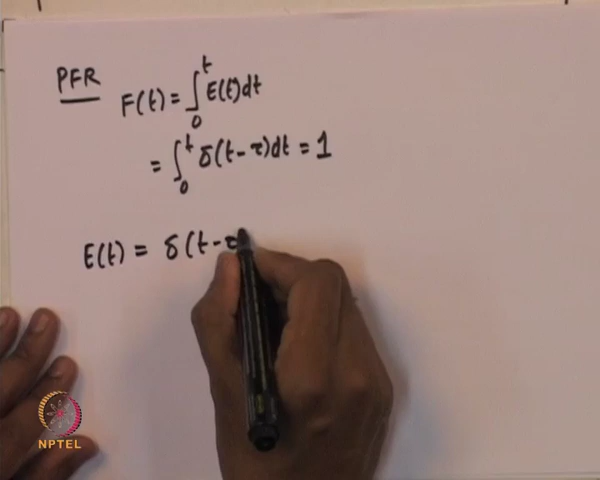 PFR
F(t) = ∫₀ᵗ E(t)dt
= ∫₀ᵗ δ(t-τ)dt = 1
E(t) = δ(t-τ
NPTEL